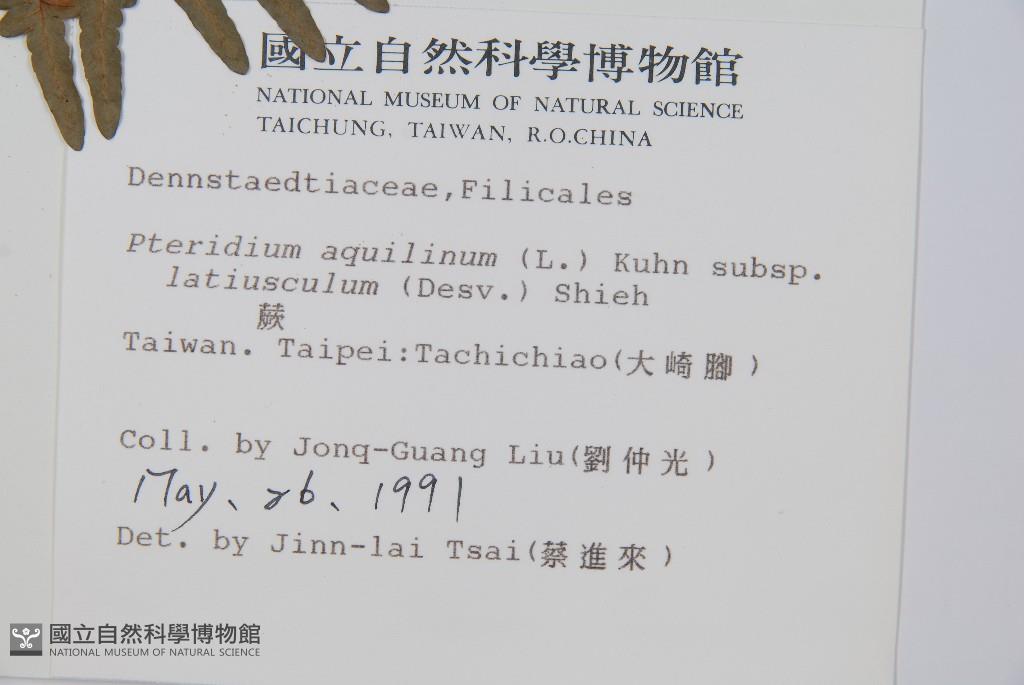 國立自然科學博物館
NATIONAL MUSEUM OF NATURAL SCIENCE
TAICHUNG, TAIWAN, R.O.CHINA
Dennstaedtiaceae,Filicales
Pteridium aquilinum (L.) Kuhn subsp.
latiusculum (Desv.) Shieh
蕨
Taiwan. Taipei:Tachichiao(大崎腳)
Coll. by Jonq-Guang Liu(劉仲光)
May、26、1991
Det. by Jinn-lai Tsai(蔡進來)
國立自然科學博物館
NATIONAL MUSEUM OF NATURAL SCIENCE